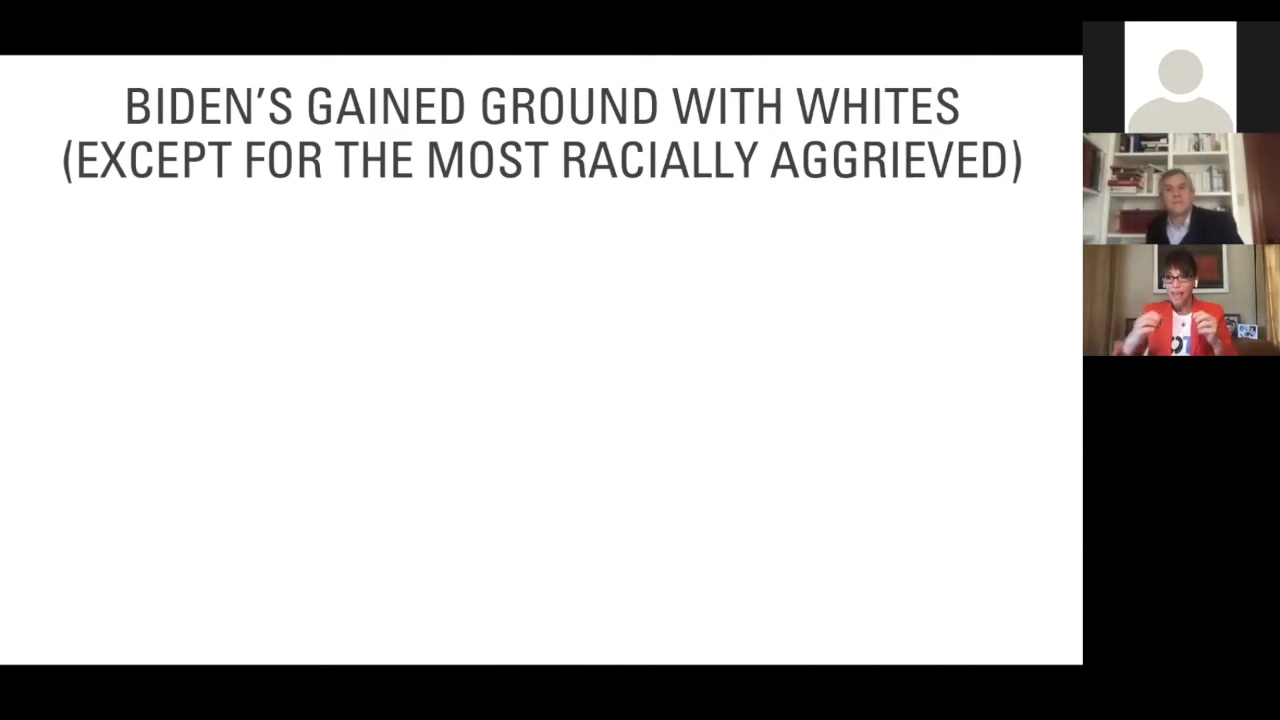 BIDEN'S GAINED GROUND WITH WHITES
(EXCEPT FOR THE MOST RACIALLY AGGRIEVED)